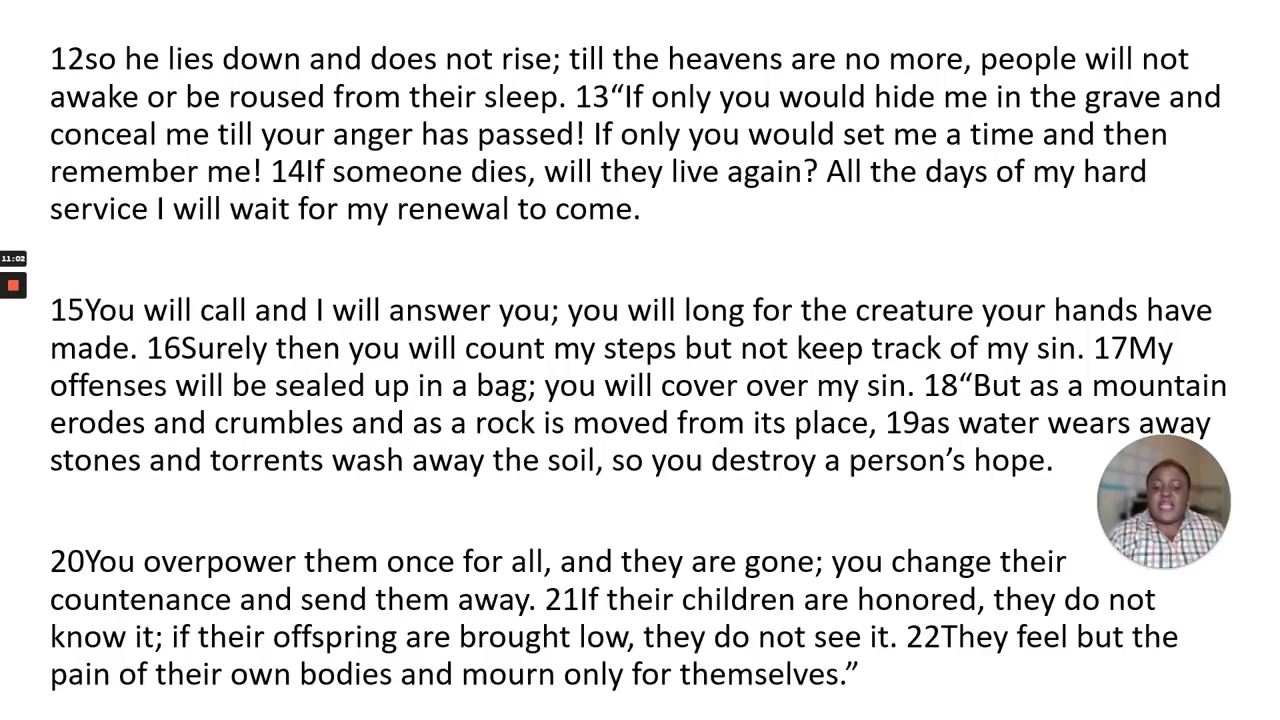 12so he lies down and does not rise; till the heavens are no more, people will not
awake or be roused from their sleep. 13“If only you would hide me in the grave and
conceal me till your anger has passed! If only you would set me a time and then
remember me! 14If someone dies, will they live again? All the days of my hard
service I will wait for my renewal to come.
11:02
15You will call and I will answer you; you will long for the creature your hands have
made. 16Surely then you will count my steps but not keep track of my sin. 17My
offenses will be sealed up in a bag; you will cover over my sin. 18“But as a mountain
erodes and crumbles and as a rock is moved from its place, 19as water wears away
stones and torrents wash away the soil, so you destroy a person’s hope.
20You overpower them once for all, and they are gone; you change their
countenance and send them away. 21If their children are honored, they do not
know it; if their offspring are brought low, they do not see it. 22They feel but the
pain of their own bodies and mourn only for themselves.”